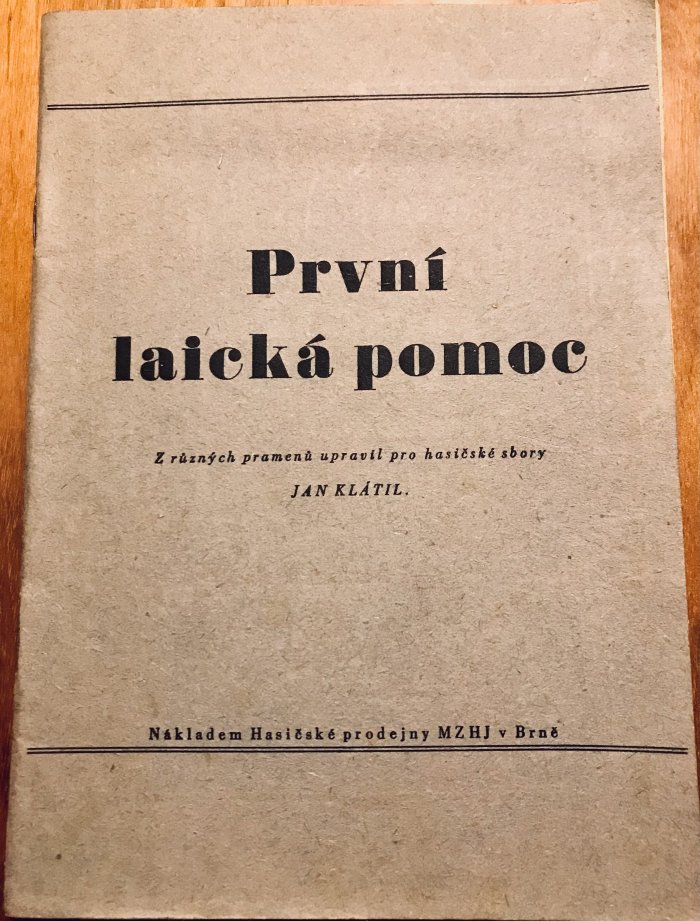 První
laická pomoc
Z různých pramenů upravil pro hasičské sbory
JAN KLÁTIL.
Nákladem Hasičské prodejny MZHJ v Brně